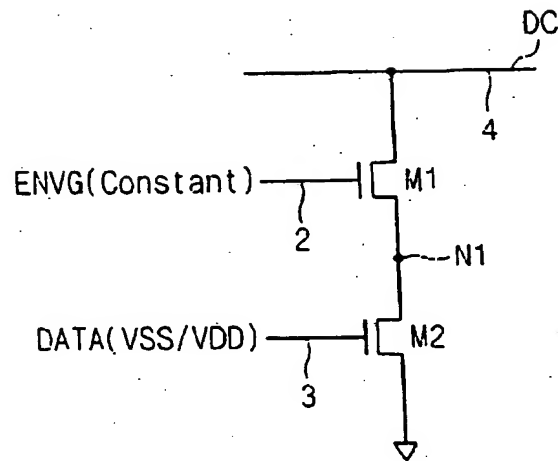 DC
4
ENVG(Constant)
M1
2
N1
DATA(VSS/VDD)
M2
3